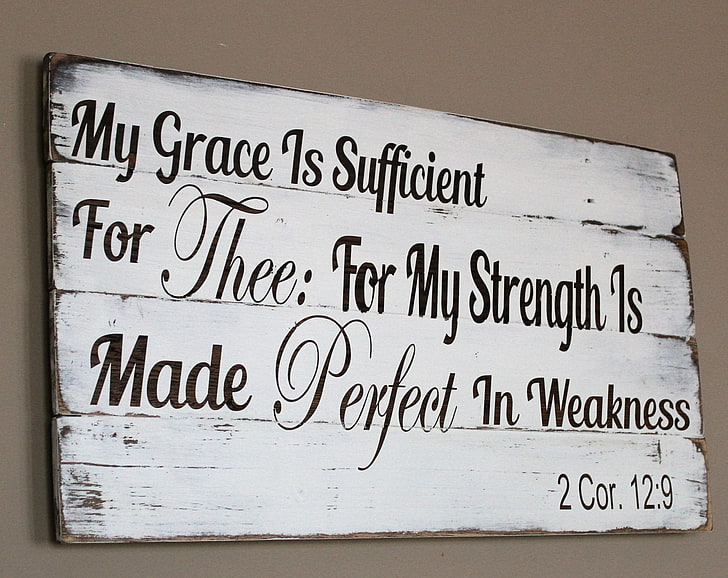 My Grace Is Sufficient
For Thee: For My Strength Is
Made Perfect In Weakness
2 Cor. 12:9